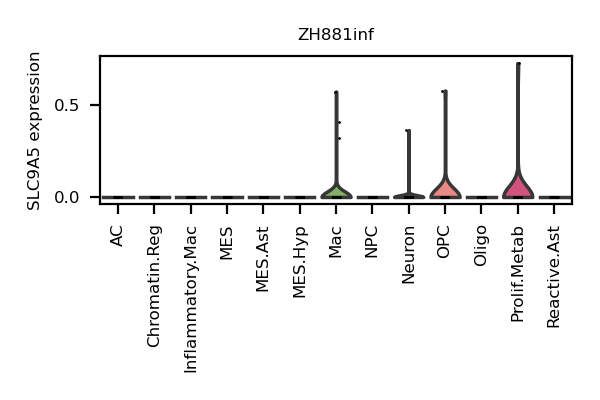 ZH881inf
SLC9A5 expression
0.5
0.0
AC
Chromatin.Reg
Inflammatory.Mac
MES
MES.Ast
MES.Hyp
Mac
NPC
Neuron
OPC
Oligo
Prolif.Metab
Reactive.Ast